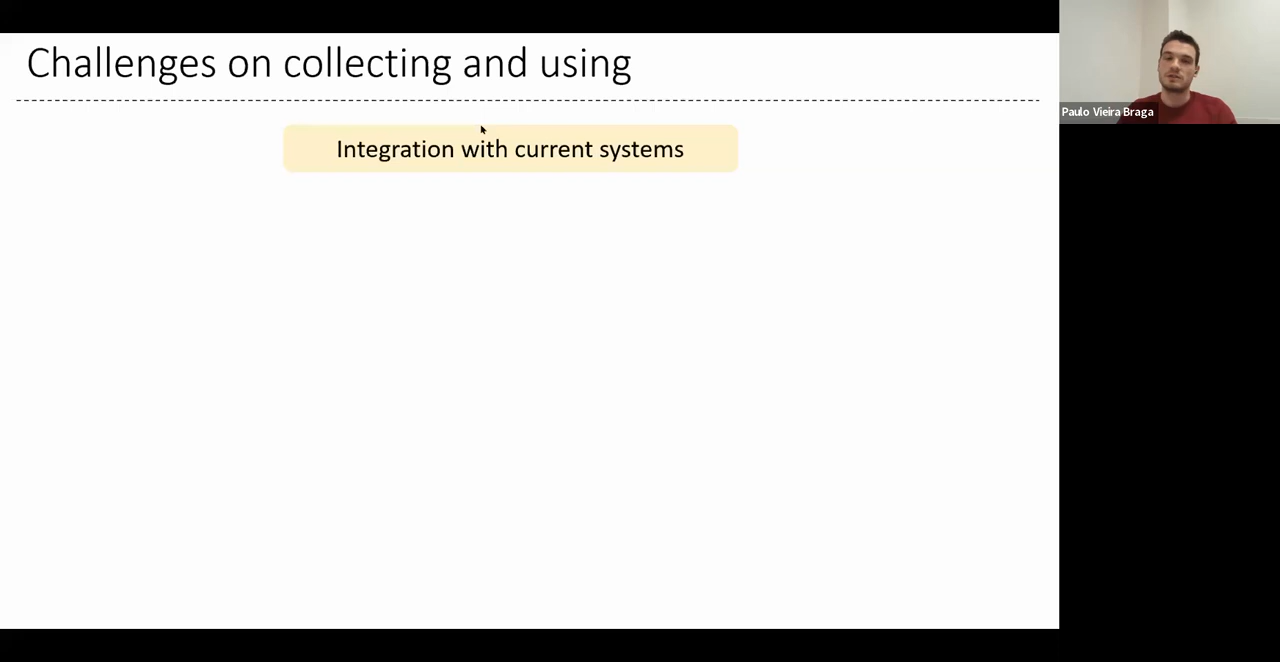 Challenges on collecting and using
Integration with current systems
Paulo Vieira Braga